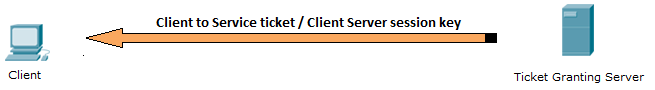 Client to Service ticket / Client Server session key
Client
Ticket Granting Server